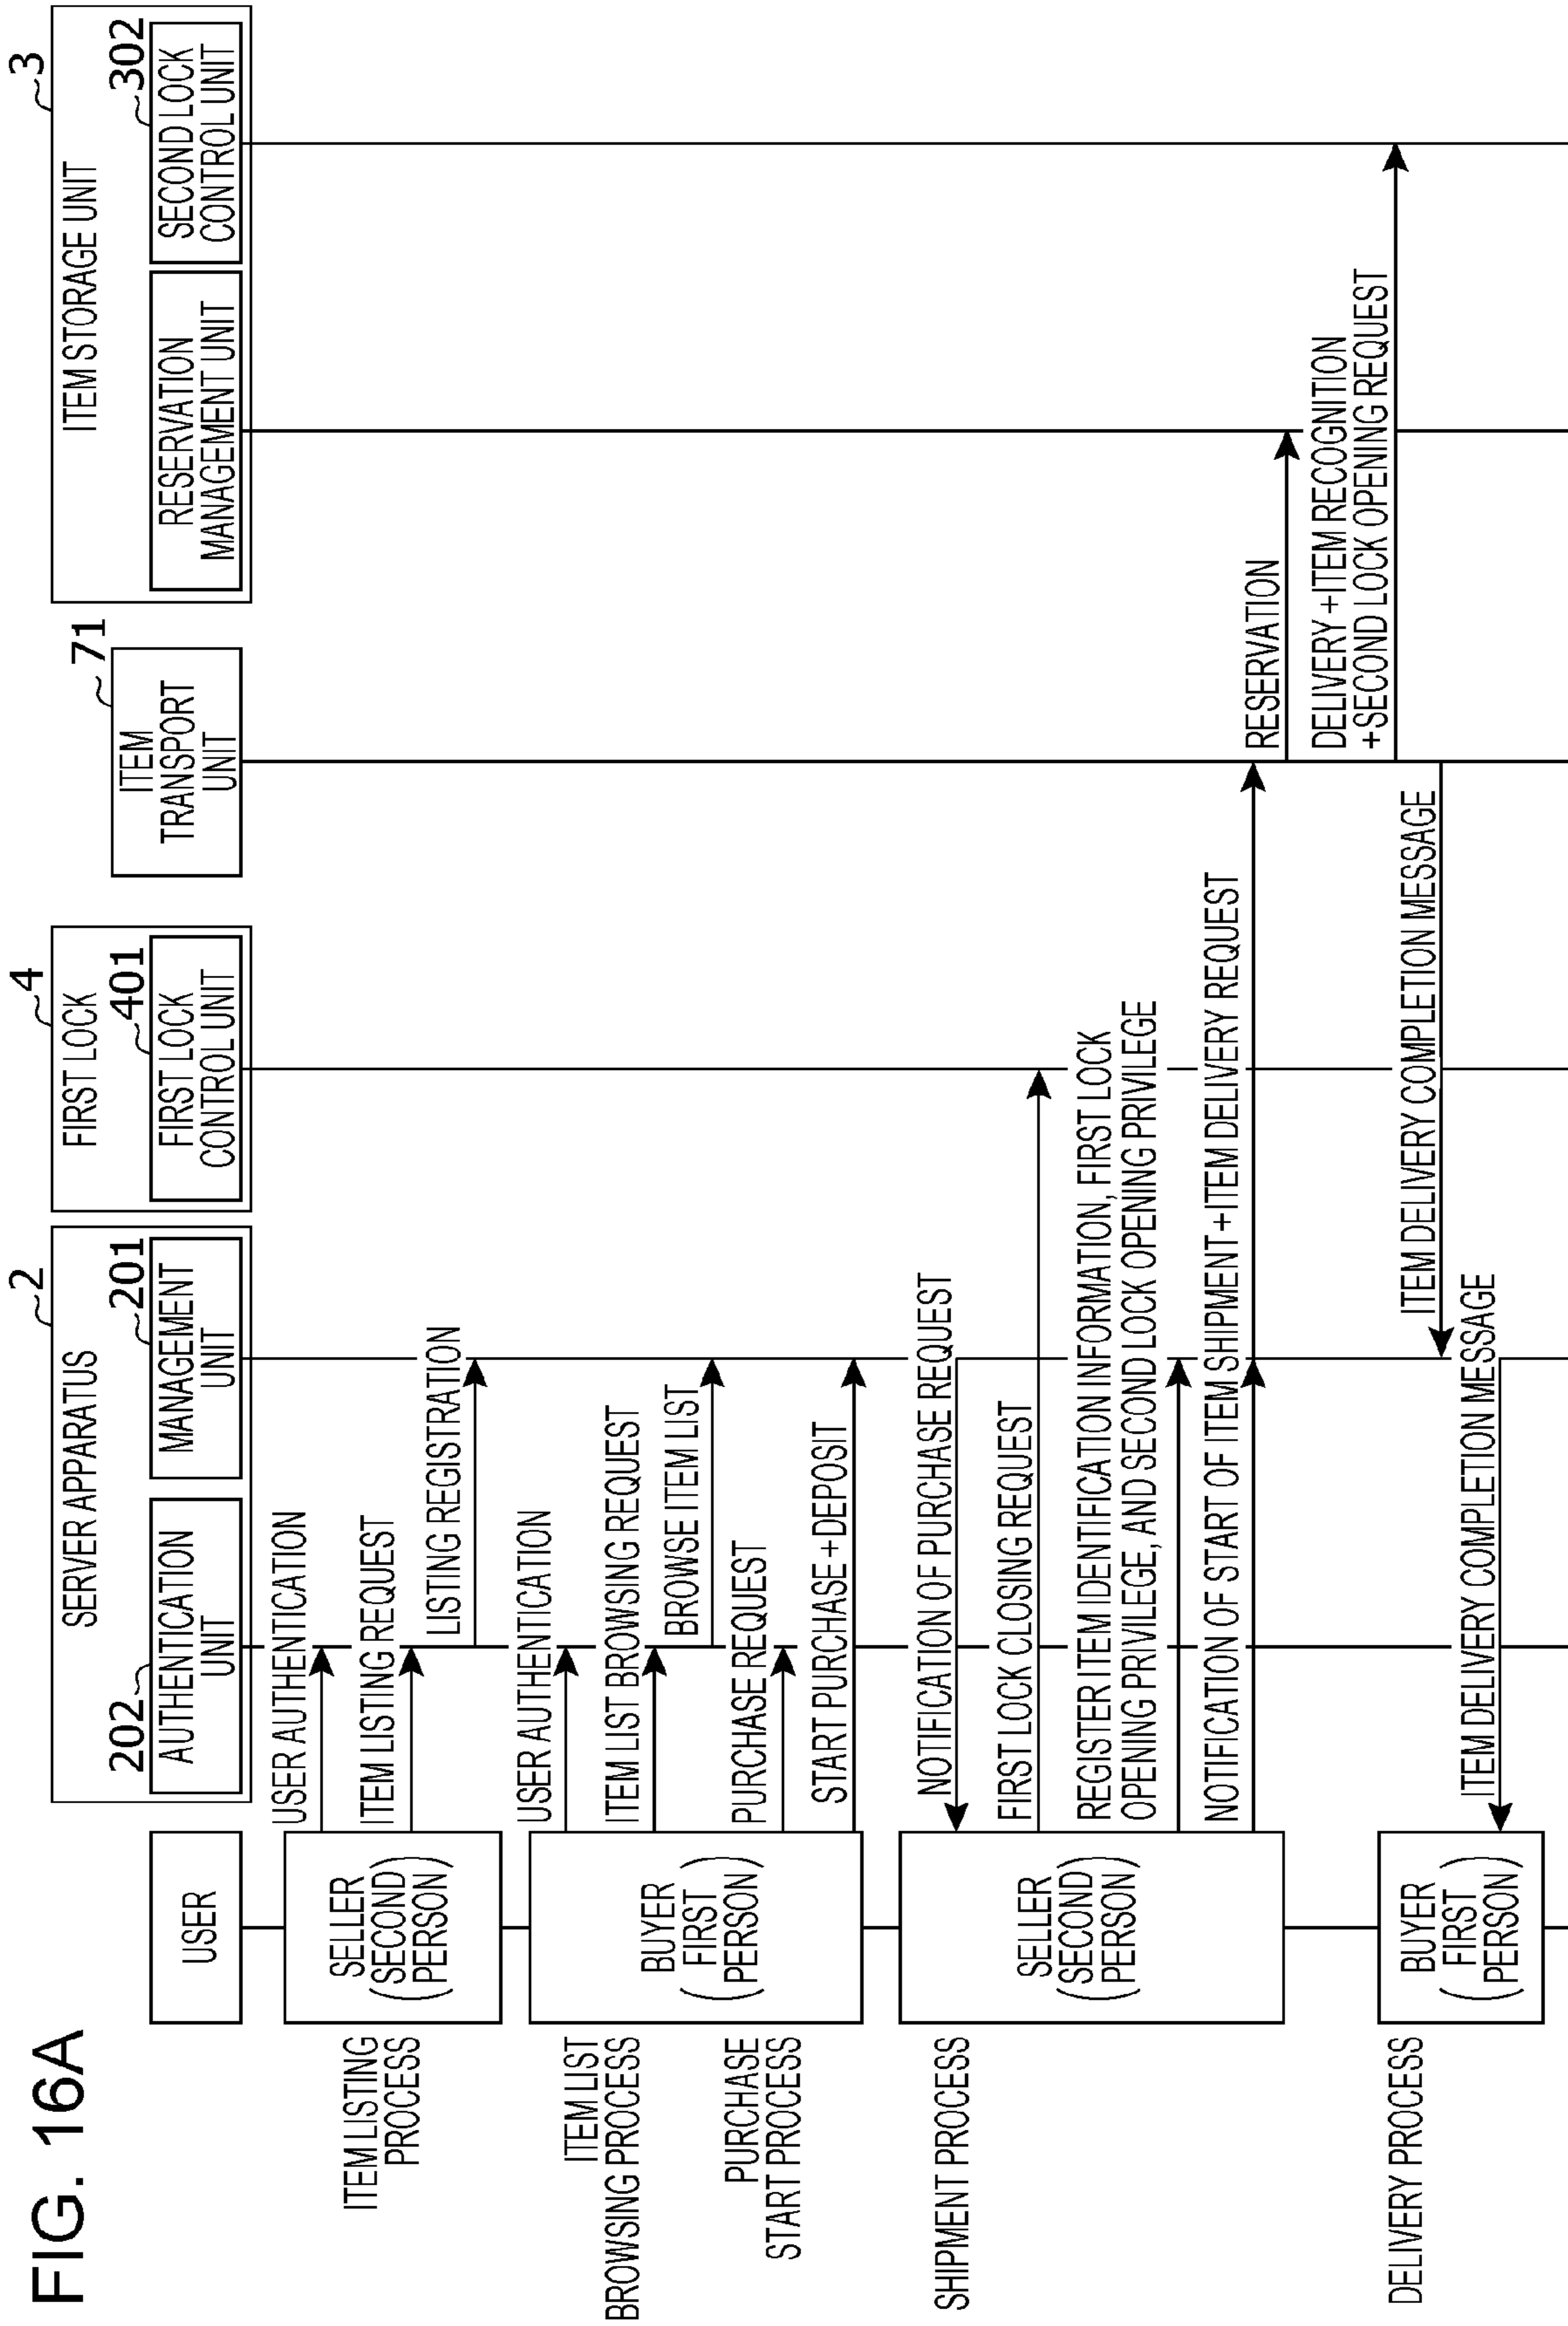 FIG. 16A
2
3
4
SERVER APPARATUS
FIRST LOCK
ITEM STORAGE UNIT
202
201
401
71
302
USER
AUTHENTICATION
UNIT
MANAGEMENT
UNIT
FIRST LOCK
CONTROL UNIT
ITEM
TRANSPORT
UNIT
RESERVATION
MANAGEMENT UNIT
SECOND LOCK
CONTROL UNIT
ITEM LISTING
PROCESS
SELLER
(SECOND
PERSON)
USER AUTHENTICATION
ITEM LISTING REQUEST
LISTING REGISTRATION
ITEM LIST
BROWSING PROCESS
PURCHASE
START PROCESS
BUYER
(FIRST
PERSON)
USER AUTHENTICATION
ITEM LIST BROWSING REQUEST
BROWSE ITEM LIST
PURCHASE REQUEST
START PURCHASE+DEPOSIT
SHIPMENT PROCESS
SELLER
(SECOND
PERSON)
NOTIFICATION OF PURCHASE REQUEST
FIRST LOCK CLOSING REQUEST
REGISTER ITEM IDENTIFICATION INFORMATION, FIRST LOCK
OPENING PRIVILEGE, AND SECOND LOCK OPENING PRIVILEGE
NOTIFICATION OF START OF ITEM SHIPMENT+ITEM DELIVERY REQUEST
RESERVATION
DELIVERY+ITEM RECOGNITION
+SECOND LOCK OPENING REQUEST
DELIVERY PROCESS
BUYER
(FIRST
PERSON)
ITEM DELIVERY COMPLETION MESSAGE
ITEM DELIVERY COMPLETION MESSAGE